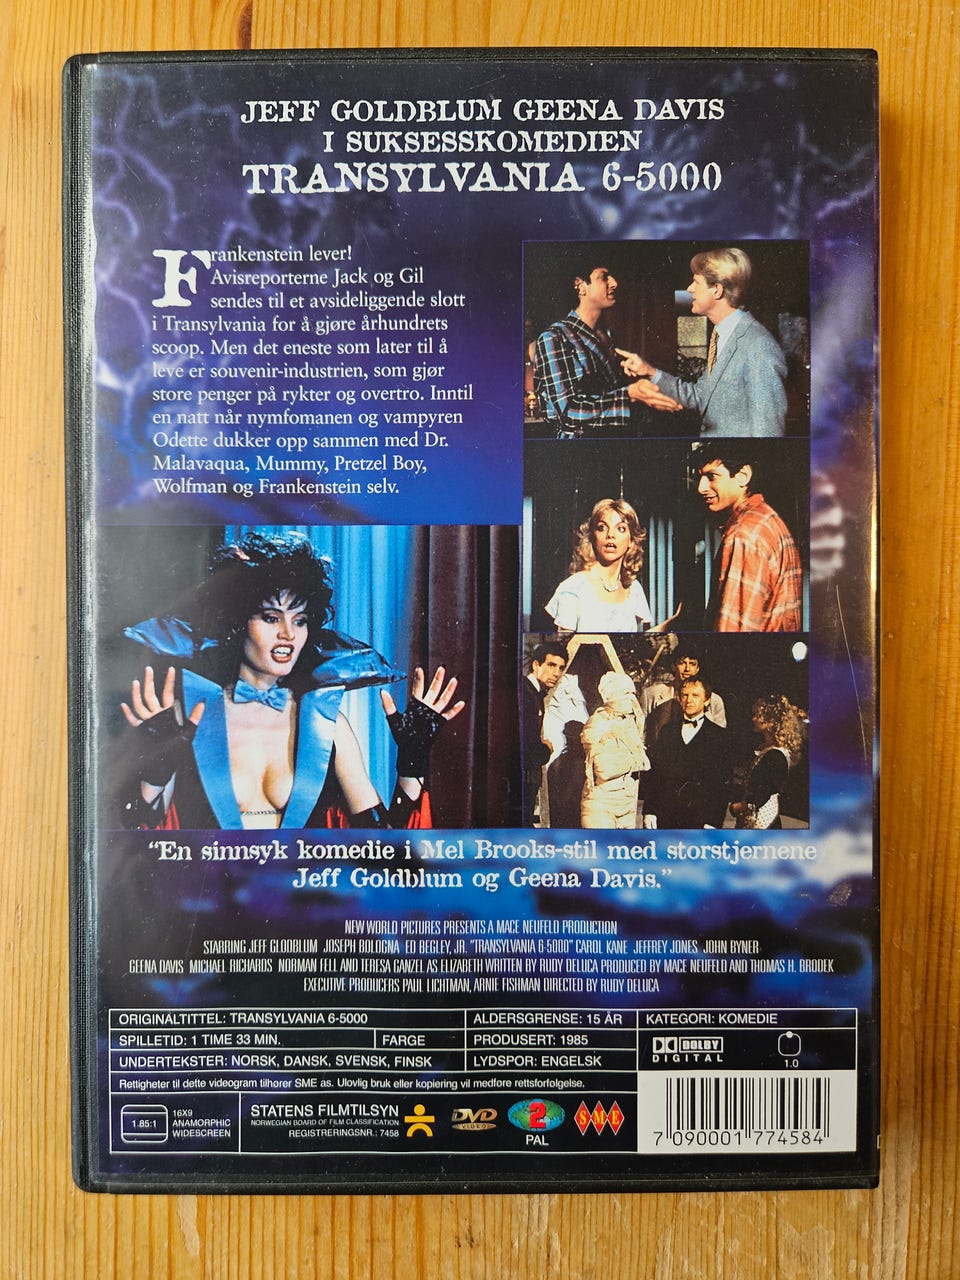 JEFF GOLDBLUM GEENA DAVIS
I SUKSESSKOMEDIEN
TRANSYLVANIA 6-5000
Frankenstein lever!
Avisreporterne Jack og Gil
sendes til et avsideliggende slott
i Transylvania for å gjøre århundrets
scoop. Men det eneste som later til å
leve er souvenir-industrien, som gjør
store penger på rykter og overtro. Inntil
en natt når nymfomanen og vampyren
Odette dukker opp sammen med Dr.
Malavaqua, Mummy, Pretzel Boy,
Wolfman og Frankenstein selv.
“En sinnsyk komedie i Mel Brooks-stil med storstjernene
Jeff Goldblum og Geena Davis.”
NEW WORLD PICTURES PRESENTS A MACE NEUFELD PRODUCTION
STARRING JEFF GLODBLUM JOSEPH BOLOGNA ED BEGLEY, JR. "TRANSYLVANIA 6-5000" CAROL KANE JEFFREY JONES JOHN BYNER
GEENA DAVIS MICHAEL RICHARDS NORMAN FELL AND TERESA GANZEL AS ELIZABETH WRITTEN BY RUDY DELUCA PRODUCED BY MACE NEUFELD AND THOMAS H. BRODEK
EXECUTIVE PRODUCERS PAUL LICHTMAN, ARNIE FISHMAN DIRECTED BY RUDY DELUCA
ORIGINALTITTEL: TRANSYLVANIA 6-5000
ALDERSGRENSE: 15 ÅR
KATEGORI: KOMEDIE
SPILLETID: 1 TIME 33 MIN.
FARGE
PRODUSERT: 1985
UNDERTEKSTER: NORSK, DANSK, SVENSK, FINSK
LYDSPOR: ENGELSK
DOLBY
DIGITAL
1.0
Rettigheter til dette videogram tilhører SME as. Ulovlig bruk eller kopiering vil medføre rettsforfølgelse.
1.85:1
16X9
ANAMORPHIC
WIDESCREEN
STATENS FILMTILSYN
NORWEGIAN BOARD OF FILM CLASSIFICATION
REGISTRERINGSNR.: 7458
DVD
VIDEO
2
PAL
SME
7 090001 774584